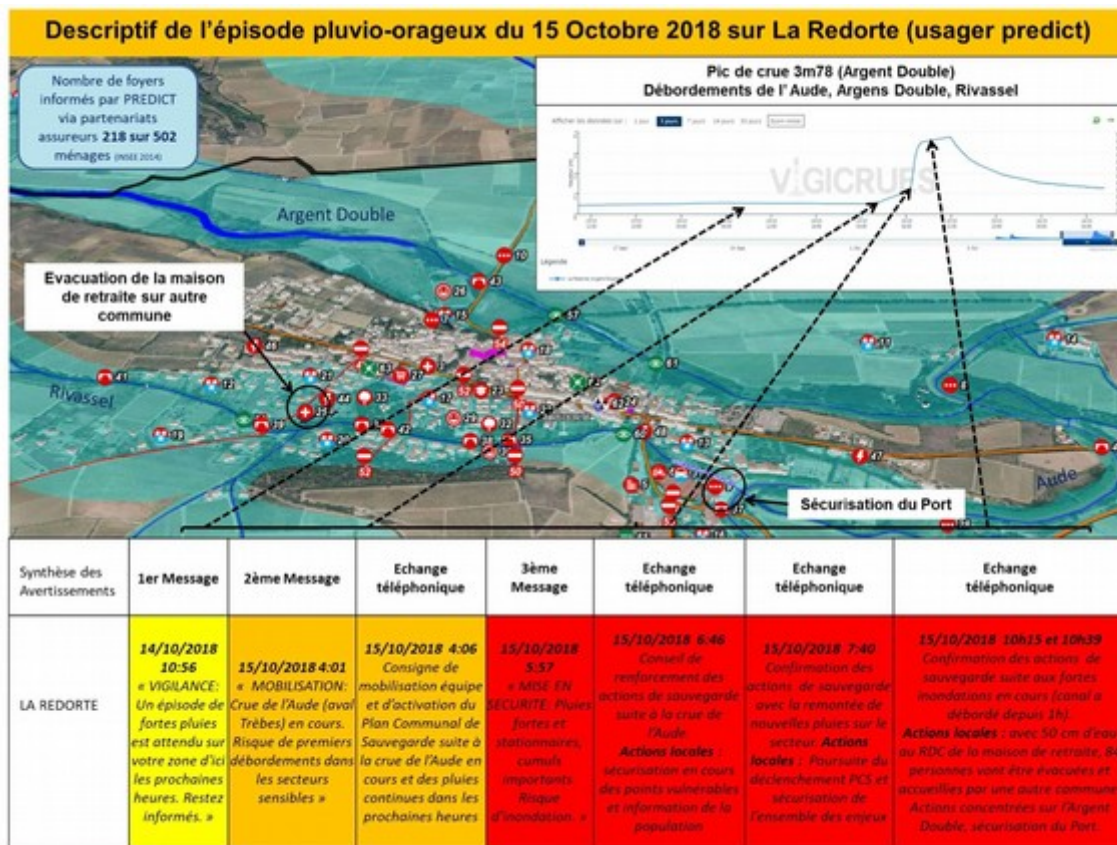 Descriptif de l'épisode pluvio-orageux du 15 Octobre 2018 sur La Redorte (usager predict)
Nombre de foyers
informés par PREDICT
via partenariats
assureurs 218 sur 502
ménages (INSEE 2014)
Pic de crue 3m78 (Argent Double)
Débordements de l' Aude, Argens Double, Rivassel
VIGICRUES
Légende
Argent Double
Evacuation de la maison
de retraite sur autre
commune
Rivassel
Aude
Sécurisation du Port
Synthèse des
Avertissements
1er Message
2ème Message
Echange
téléphonique
3ème
Message
Echange
téléphonique
Echange
téléphonique
Echange
téléphonique
LA REDORTE
14/10/2018
10:56
« VIGILANCE:
Un épisode de
fortes pluies
est attendu sur
votre zone d'ici
les prochaines
heures. Restez
informés. »
15/10/2018 4:01
« MOBILISATION:
Crue de l'Aude (aval
Trèbes) en cours.
Risque de premiers
débordements dans
les secteurs
sensibles »
15/10/2018 4:06
Consigne de
mobilisation équipe
et d'activation du
Plan Communal de
Sauvegarde suite à
la crue de l'Aude en
cours et des pluies
continues dans les
prochaines heures
15/10/2018
5:57
« MISE EN
SECURITE: Pluies
fortes et
stationnaires,
cumuls
importants
Risque
d'inondation. »
15/10/2018 6:46
Conseil de
renforcement des
actions de sauvegarde
suite à la crue de
l'Aude
Actions locales :
sécurisation en cours
des points vulnérables
et information de la
population
15/10/2018 7:40
Confirmation des
actions de sauvegarde
avec la remontée de
nouvelles pluies sur le
secteur. Actions
locales : Poursuite du
déclenchement PCS et
sécurisation de
l'ensemble des enjeux
15/10/2018 10h15 et 10h39
Confirmation des actions de
sauvegarde suite aux fortes
inondations en cours (canal a
débordé depuis 1h).
Actions locales : avec 50 cm d'eau
au RDC de la maison de retraite, 84
personnes vont être évacuées et
accueillies par une autre commune.
Actions concentrées sur l'Argent
Double, sécurisation du Port.